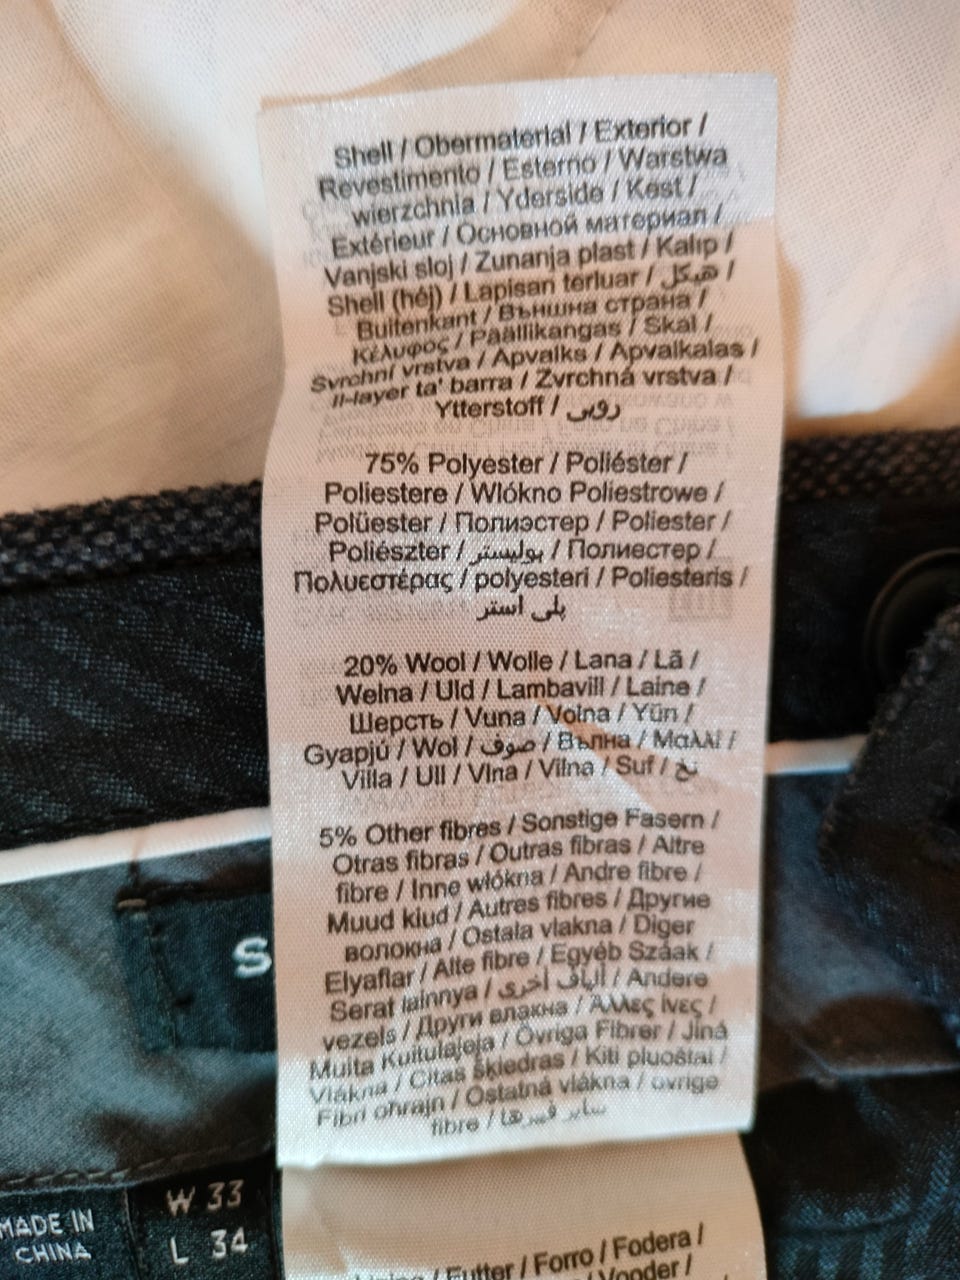 Shell / Obermaterial / Exterior /
Revestimento / Esterno / Warstwa
wierzchnia / Yderside / Kest /
Extérieur / Основной материал /
Vanjski sloj / Zunanja plast / Kalıp /
Shell (héj) / Lapisan terluar / هيكل /
Buitenkant / Външна страна /
Κέλυφος / Päällikangas / Skal /
Svrchní vrstva / Apvalks / Apvalkalas /
Il-layer ta' barra / Zvrchná vrstva /
Ytterstoff / رویی
75% Polyester / Poliéster /
Poliestere / Wlókno Poliestrowe /
Polüester / Полиэстер / Poliester /
Poliészter / بوليستر / Полиестер /
Πολυεστέρας / polyesteri / Poliesteris /
پلی استر
20% Wool / Wolle / Lana / Lã /
Wełna / Uld / Lambavill / Laine /
Шерсть / Vuna / Volna / Yün /
Gyapjú / Wol / صوف / Вълна / Μαλλί /
Villa / Ull / Vlna / Vilna / Suf / نخ
5% Other fibres / Sonstige Fasern /
Otras fibras / Outras fibras / Altre
fibre / Inne włókna / Andre fibre /
Muud kiud / Autres fibres / Другие
волокна / Ostala vlakna / Diger
Elyaflar / Alte fibre / Egyéb Száak /
Serat lainnya / ألياف أخرى / Andere
vezels / Други влакна / Άλλες ίνες /
Muita Kuitulajeja / Övriga Fibrer / Jiná
Vlákna / Citas Šķiedras / Kiti pluoštai /
Fibri oħrajn / Ostatná vlákna / øvrige
fibre / سایر فیبرها
S
W 33
L 34
MADE IN
CHINA
/ Futter / Forro / Fodera /
Vooder /